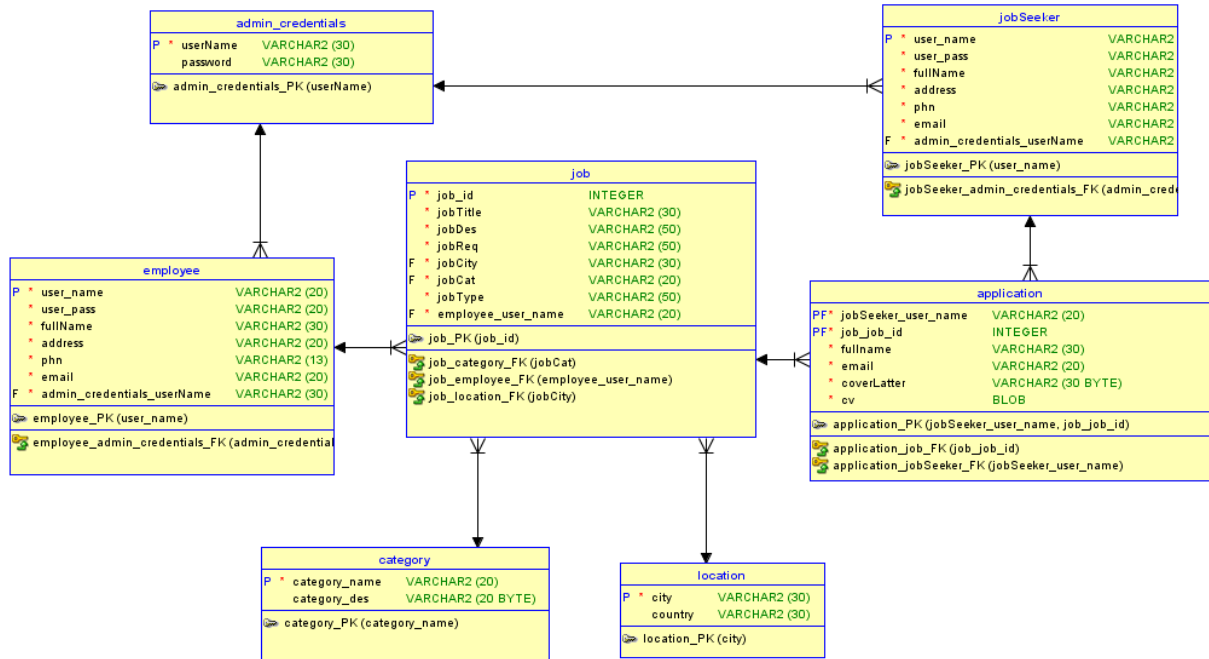 admin_credentials
P * userName VARCHAR2 (30)
password VARCHAR2 (30)
admin_credentials_PK (userName)
jobSeeker
P * user_name VARCHAR2
* user_pass VARCHAR2
* fullName VARCHAR2
* address VARCHAR2
* phn VARCHAR2
* email VARCHAR2
F * admin_credentials_userName VARCHAR2
jobSeeker_PK (user_name)
jobSeeker_admin_credentials_FK (admin_crede
job
P * job_id INTEGER
* jobTitle VARCHAR2 (30)
* jobDes VARCHAR2 (50)
* jobReq VARCHAR2 (50)
F * jobCity VARCHAR2 (30)
F * jobCat VARCHAR2 (20)
* jobType VARCHAR2 (50)
F * employee_user_name VARCHAR2 (20)
job_PK (job_id)
job_category_FK (jobCat)
job_employee_FK (employee_user_name)
job_location_FK (jobCity)
employee
P * user_name VARCHAR2 (20)
* user_pass VARCHAR2 (20)
* fullName VARCHAR2 (30)
* address VARCHAR2 (20)
* phn VARCHAR2 (13)
* email VARCHAR2 (20)
F * admin_credentials_userName VARCHAR2 (30)
employee_PK (user_name)
employee_admin_credentials_FK (admin_credential
application
PF* jobSeeker_user_name VARCHAR2 (20)
PF* job_job_id INTEGER
* fullname VARCHAR2 (30)
* email VARCHAR2 (20)
* coverLatter VARCHAR2 (30 BYTE)
* cv BLOB
application_PK (jobSeeker_user_name, job_job_id)
application_job_FK (job_job_id)
application_jobSeeker_FK (jobSeeker_user_name)
category
P * category_name VARCHAR2 (20)
category_des VARCHAR2 (20 BYTE)
category_PK (category_name)
location
P * city VARCHAR2 (30)
country VARCHAR2 (30)
location_PK (city)